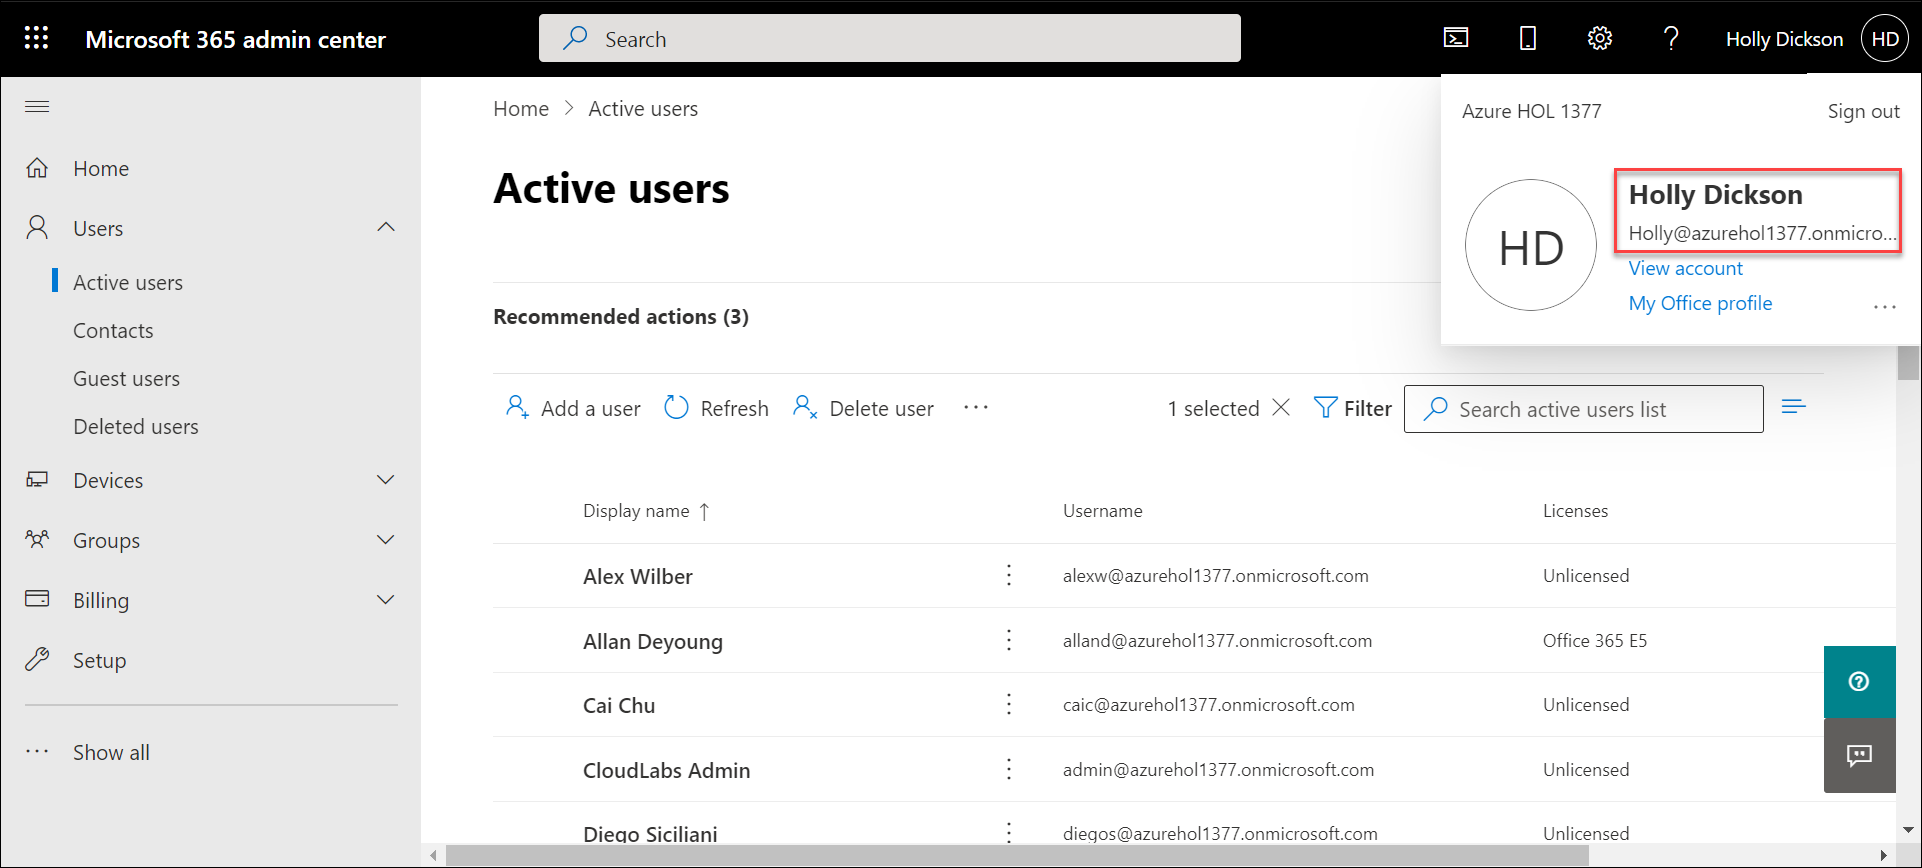 Microsoft 365 admin center
Search
Holly Dickson
HD
Azure HOL 1377
Sign out
HD
Holly Dickson
Holly@azurehol1377.onmicro...
View account
My Office profile
Home
Users
Active users
Contacts
Guest users
Deleted users
Devices
Groups
Billing
Setup
Show all
Home > Active users
Active users
Recommended actions (3)
Add a user Refresh Delete user 1 selected Filter Search active users list
Display name ↑ Username Licenses
Alex Wilber alexw@azurehol1377.onmicrosoft.com Unlicensed
Allan Deyoung alland@azurehol1377.onmicrosoft.com Office 365 E5
Cai Chu caic@azurehol1377.onmicrosoft.com Unlicensed
CloudLabs Admin admin@azurehol1377.onmicrosoft.com Unlicensed
Diego Siciliani diegos@azurehol1377.onmicrosoft.com Unlicensed